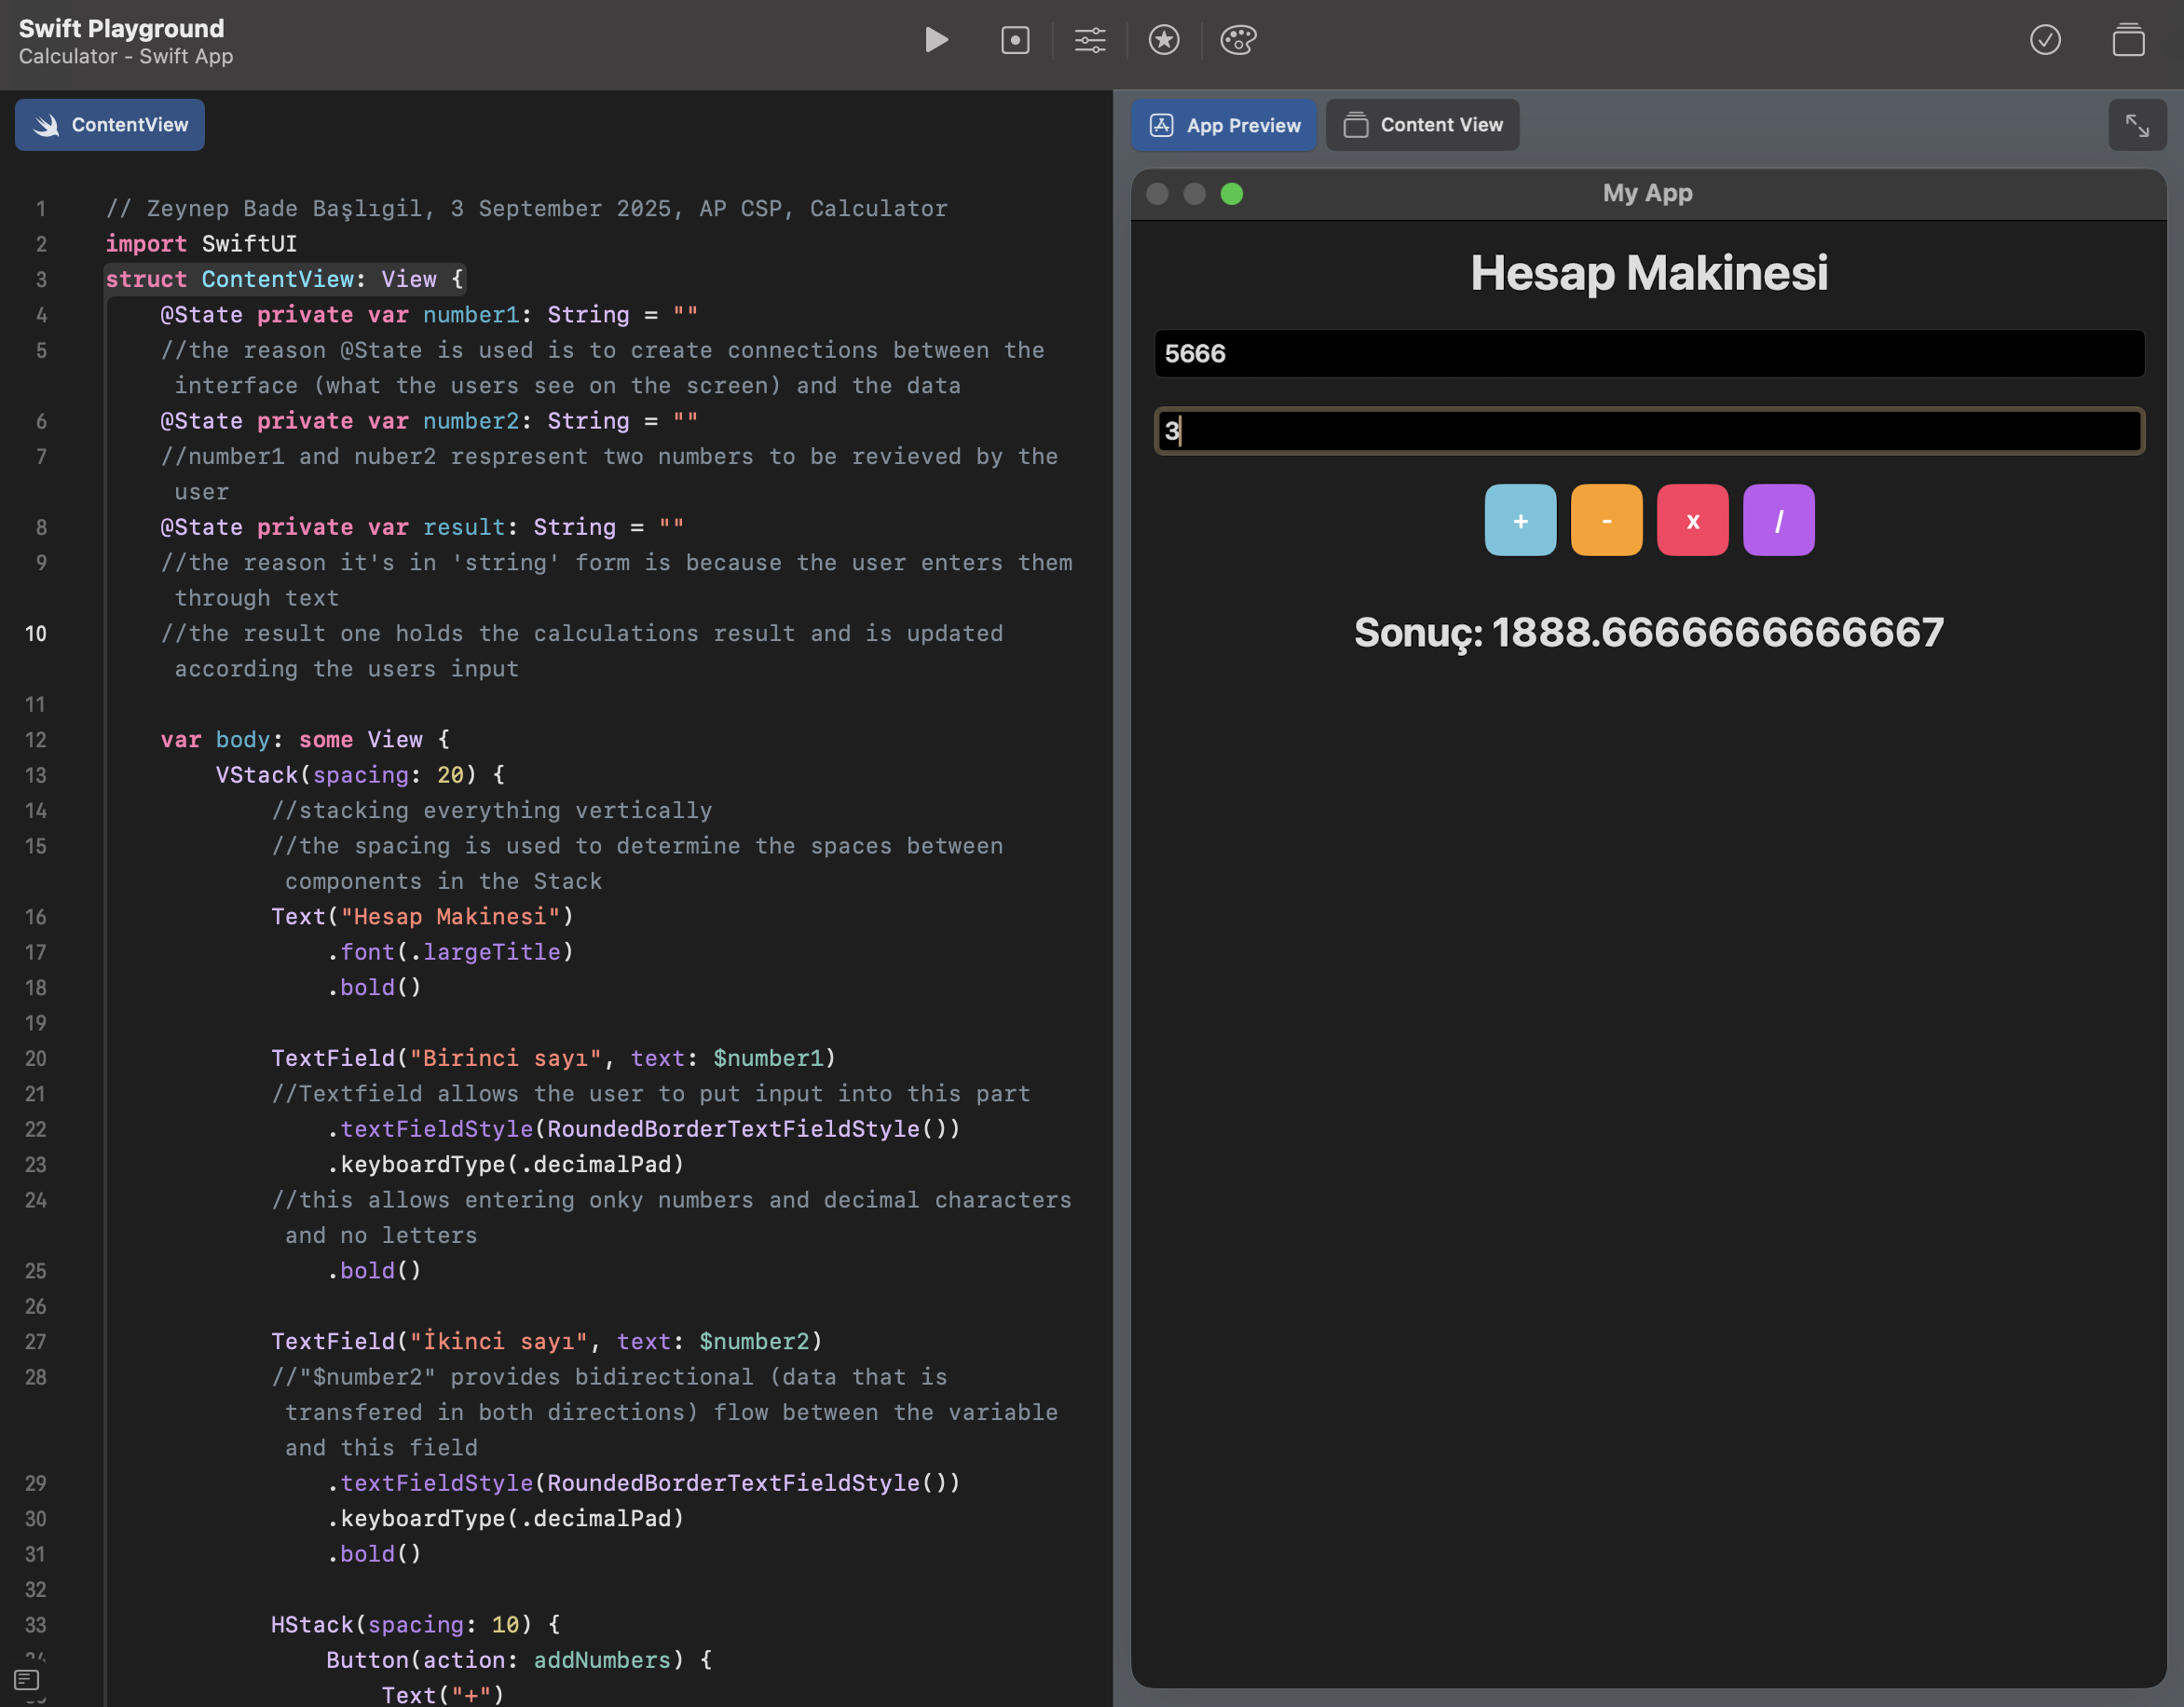 Swift Playground
Calculator - Swift App
ContentView
1 // Zeynep Bade Başlıgil, 3 September 2025, AP CSP, Calculator
2 import SwiftUI
3 struct ContentView: View {
4 @State private var number1: String = ""
5 //the reason @State is used is to create connections between the
interface (what the users see on the screen) and the data
6 @State private var number2: String = ""
7 //number1 and nuber2 respresent two numbers to be revieved by the
user
8 @State private var result: String = ""
9 //the reason it's in 'string' form is because the user enters them
through text
10 //the result one holds the calculations result and is updated
according the users input
11
12 var body: some View {
13 VStack(spacing: 20) {
14 //stacking everything vertically
15 //the spacing is used to determine the spaces between
components in the Stack
16 Text("Hesap Makinesi")
17 .font(.largeTitle)
18 .bold()
19
20 TextField("Birinci sayı", text: $number1)
21 //Textfield allows the user to put input into this part
22 .textFieldStyle(RoundedBorderTextFieldStyle())
23 .keyboardType(.decimalPad)
24 //this allows entering onky numbers and decimal characters
and no letters
25 .bold()
26
27 TextField("İkinci sayı", text: $number2)
28 //"$number2" provides bidirectional (data that is
transfered in both directions) flow between the variable
and this field
29 .textFieldStyle(RoundedBorderTextFieldStyle())
30 .keyboardType(.decimalPad)
31 .bold()
32
33 HStack(spacing: 10) {
Button(action: addNumbers) {
Text("+")
App Preview
Content View
My App
Hesap Makinesi
5666
3
+ - x /
Sonuç: 1888.6666666666667